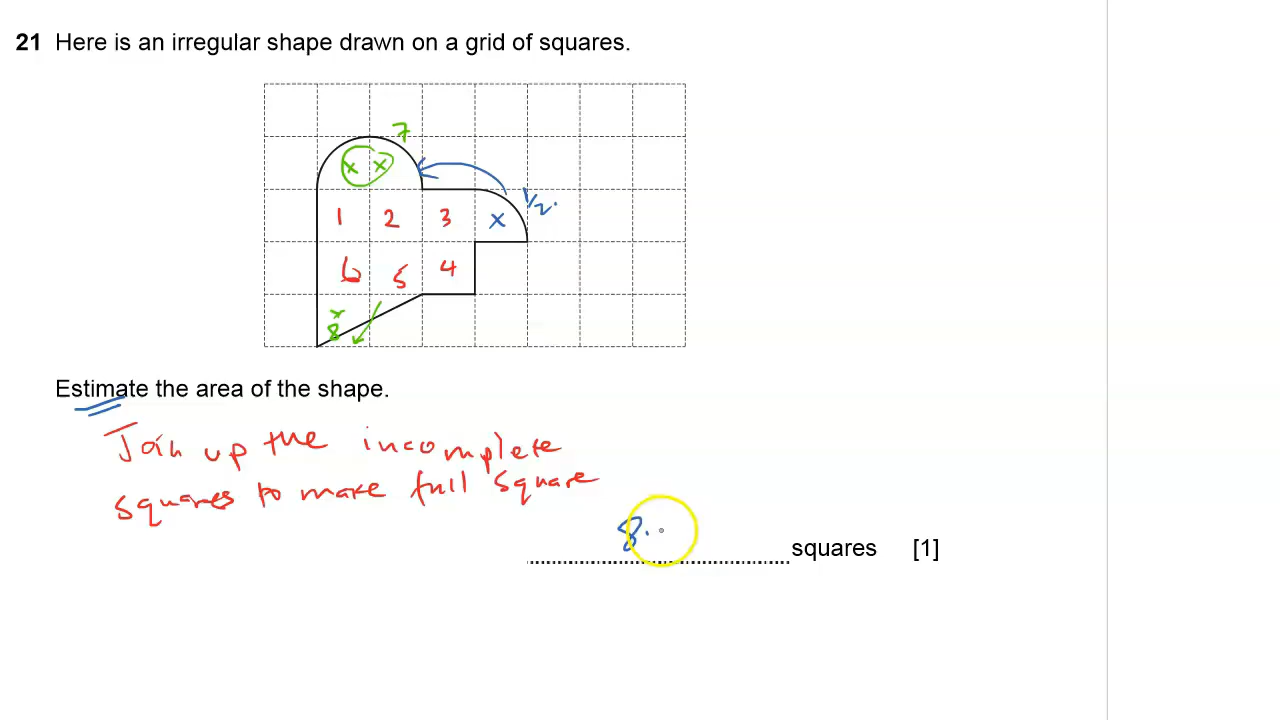 21 Here is an irregular shape drawn on a grid of squares.
7
x x
1/2.
1 2 3 x
6 5 4
x
8
Estimate the area of the shape.
Join up the incomplete
squares to make full square
8.
squares [1]